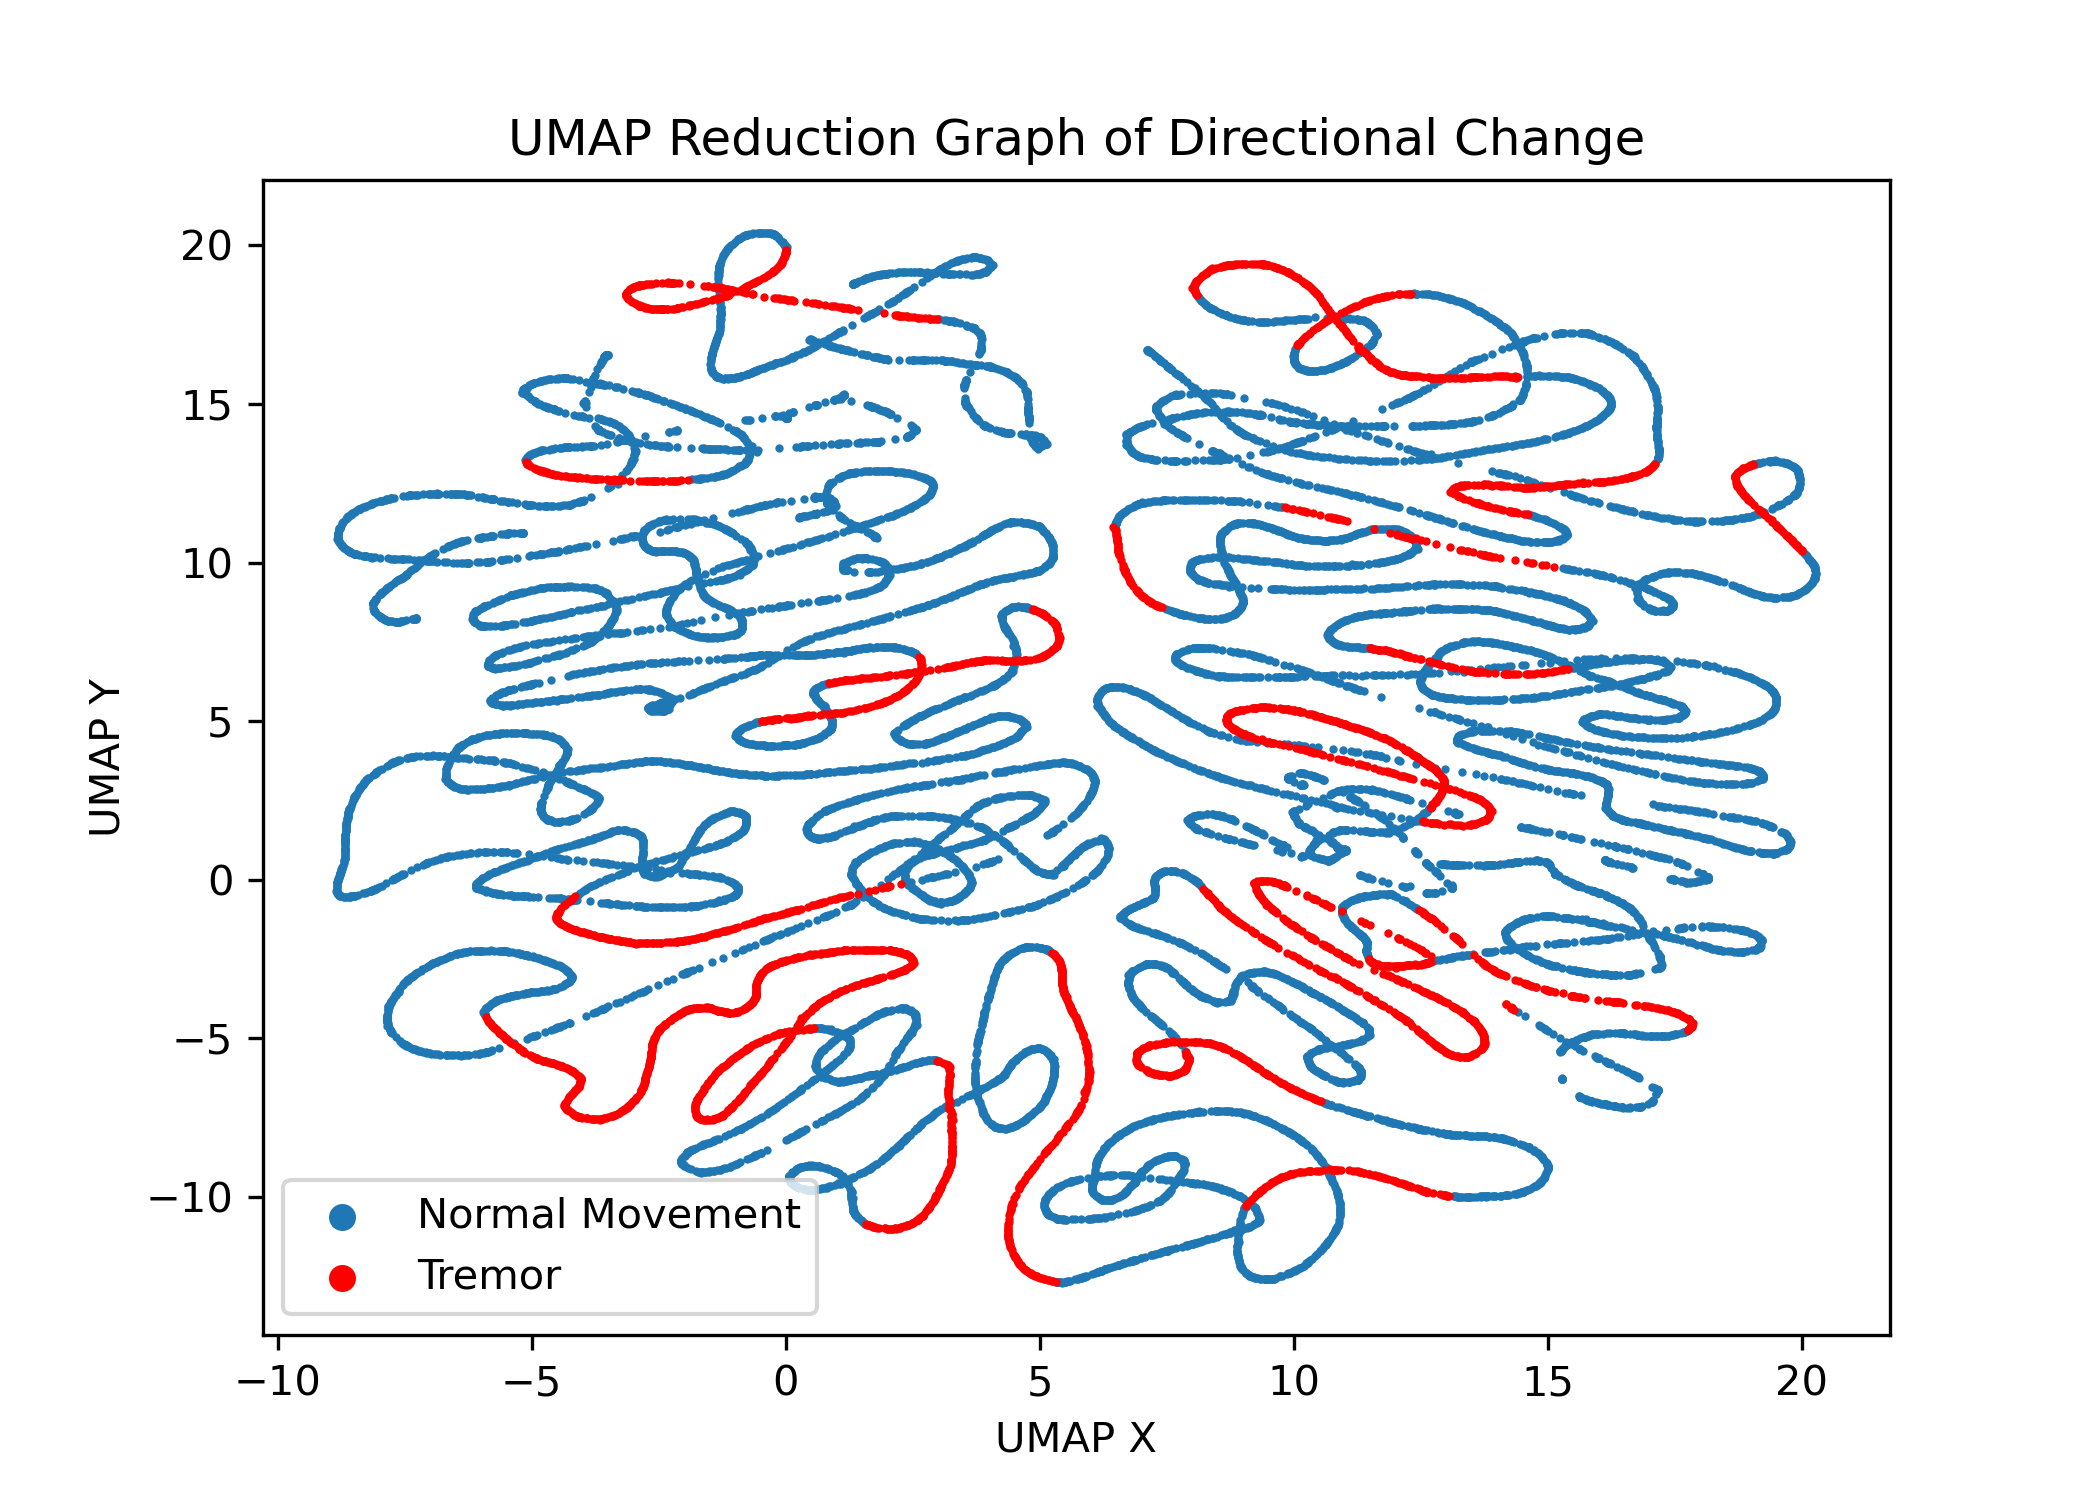 UMAP Reduction Graph of Directional Change
UMAP Y
20
15
10
5
0
−5
−10
Normal Movement
Tremor
−10 −5 0 5 10 15 20
UMAP X